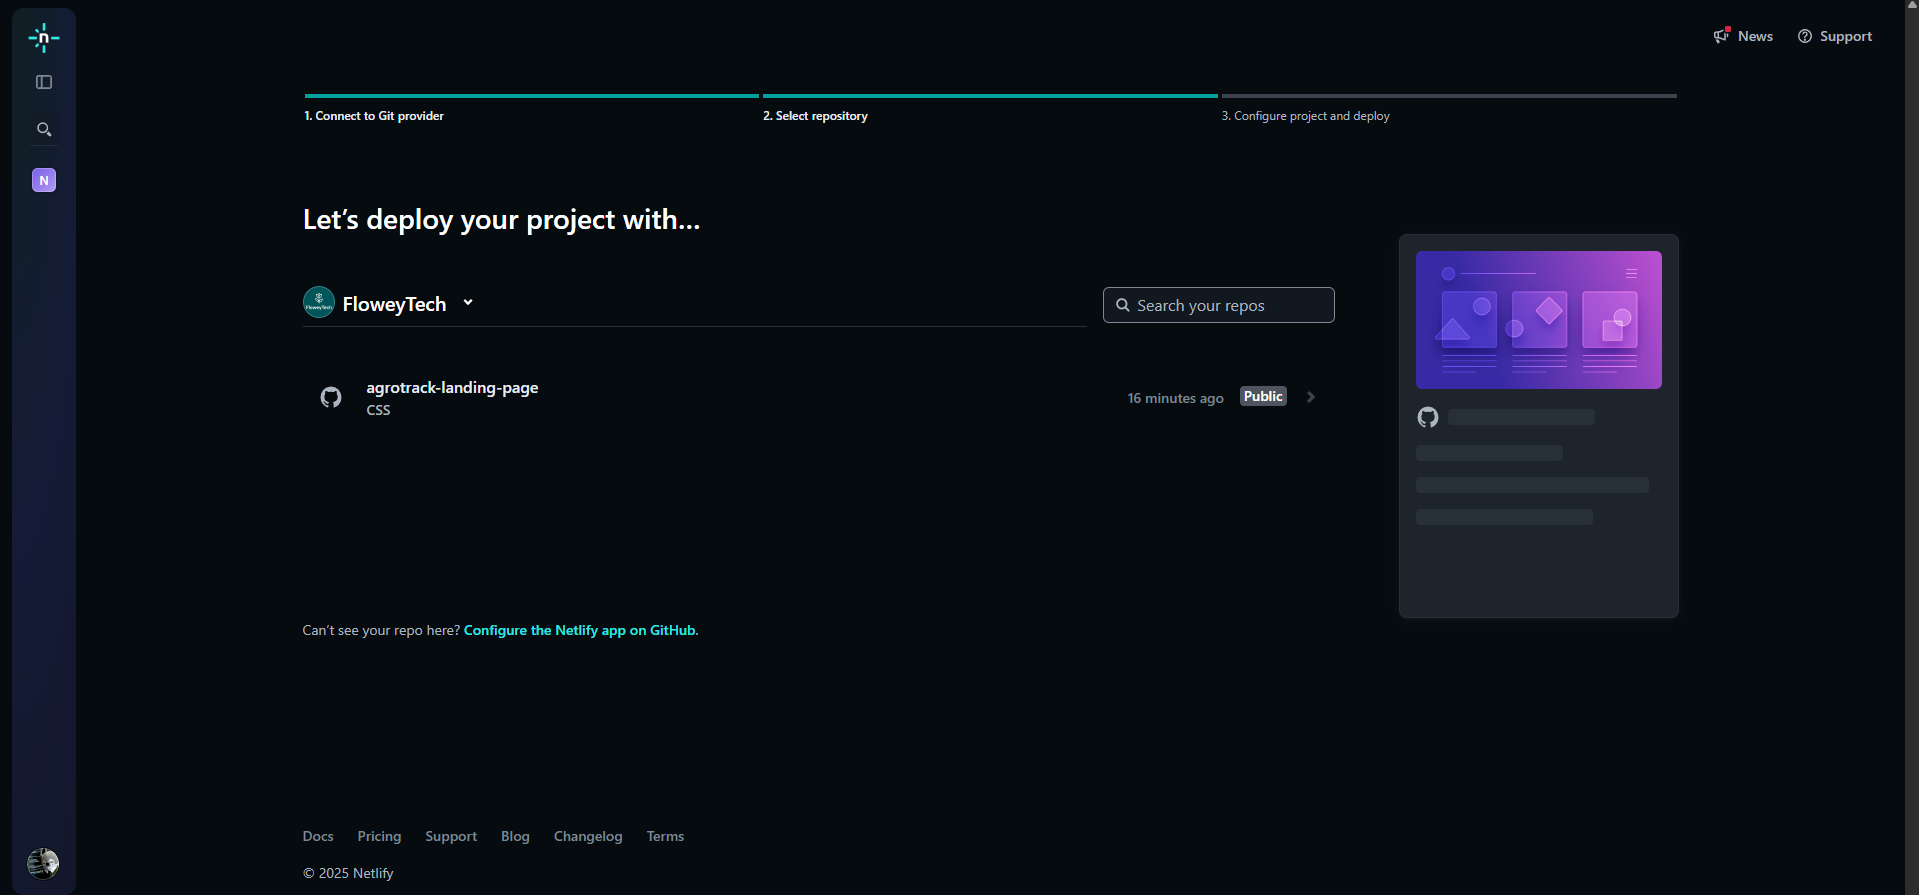 n
News
Support
1. Connect to Git provider
2. Select repository
3. Configure project and deploy
N
Let’s deploy your project with…
FloweyTech
FloweyTech
Search your repos
agrotrack-landing-page
CSS
16 minutes ago
Public
Can’t see your repo here? Configure the Netlify app on GitHub.
Docs
Pricing
Support
Blog
Changelog
Terms
© 2025 Netlify